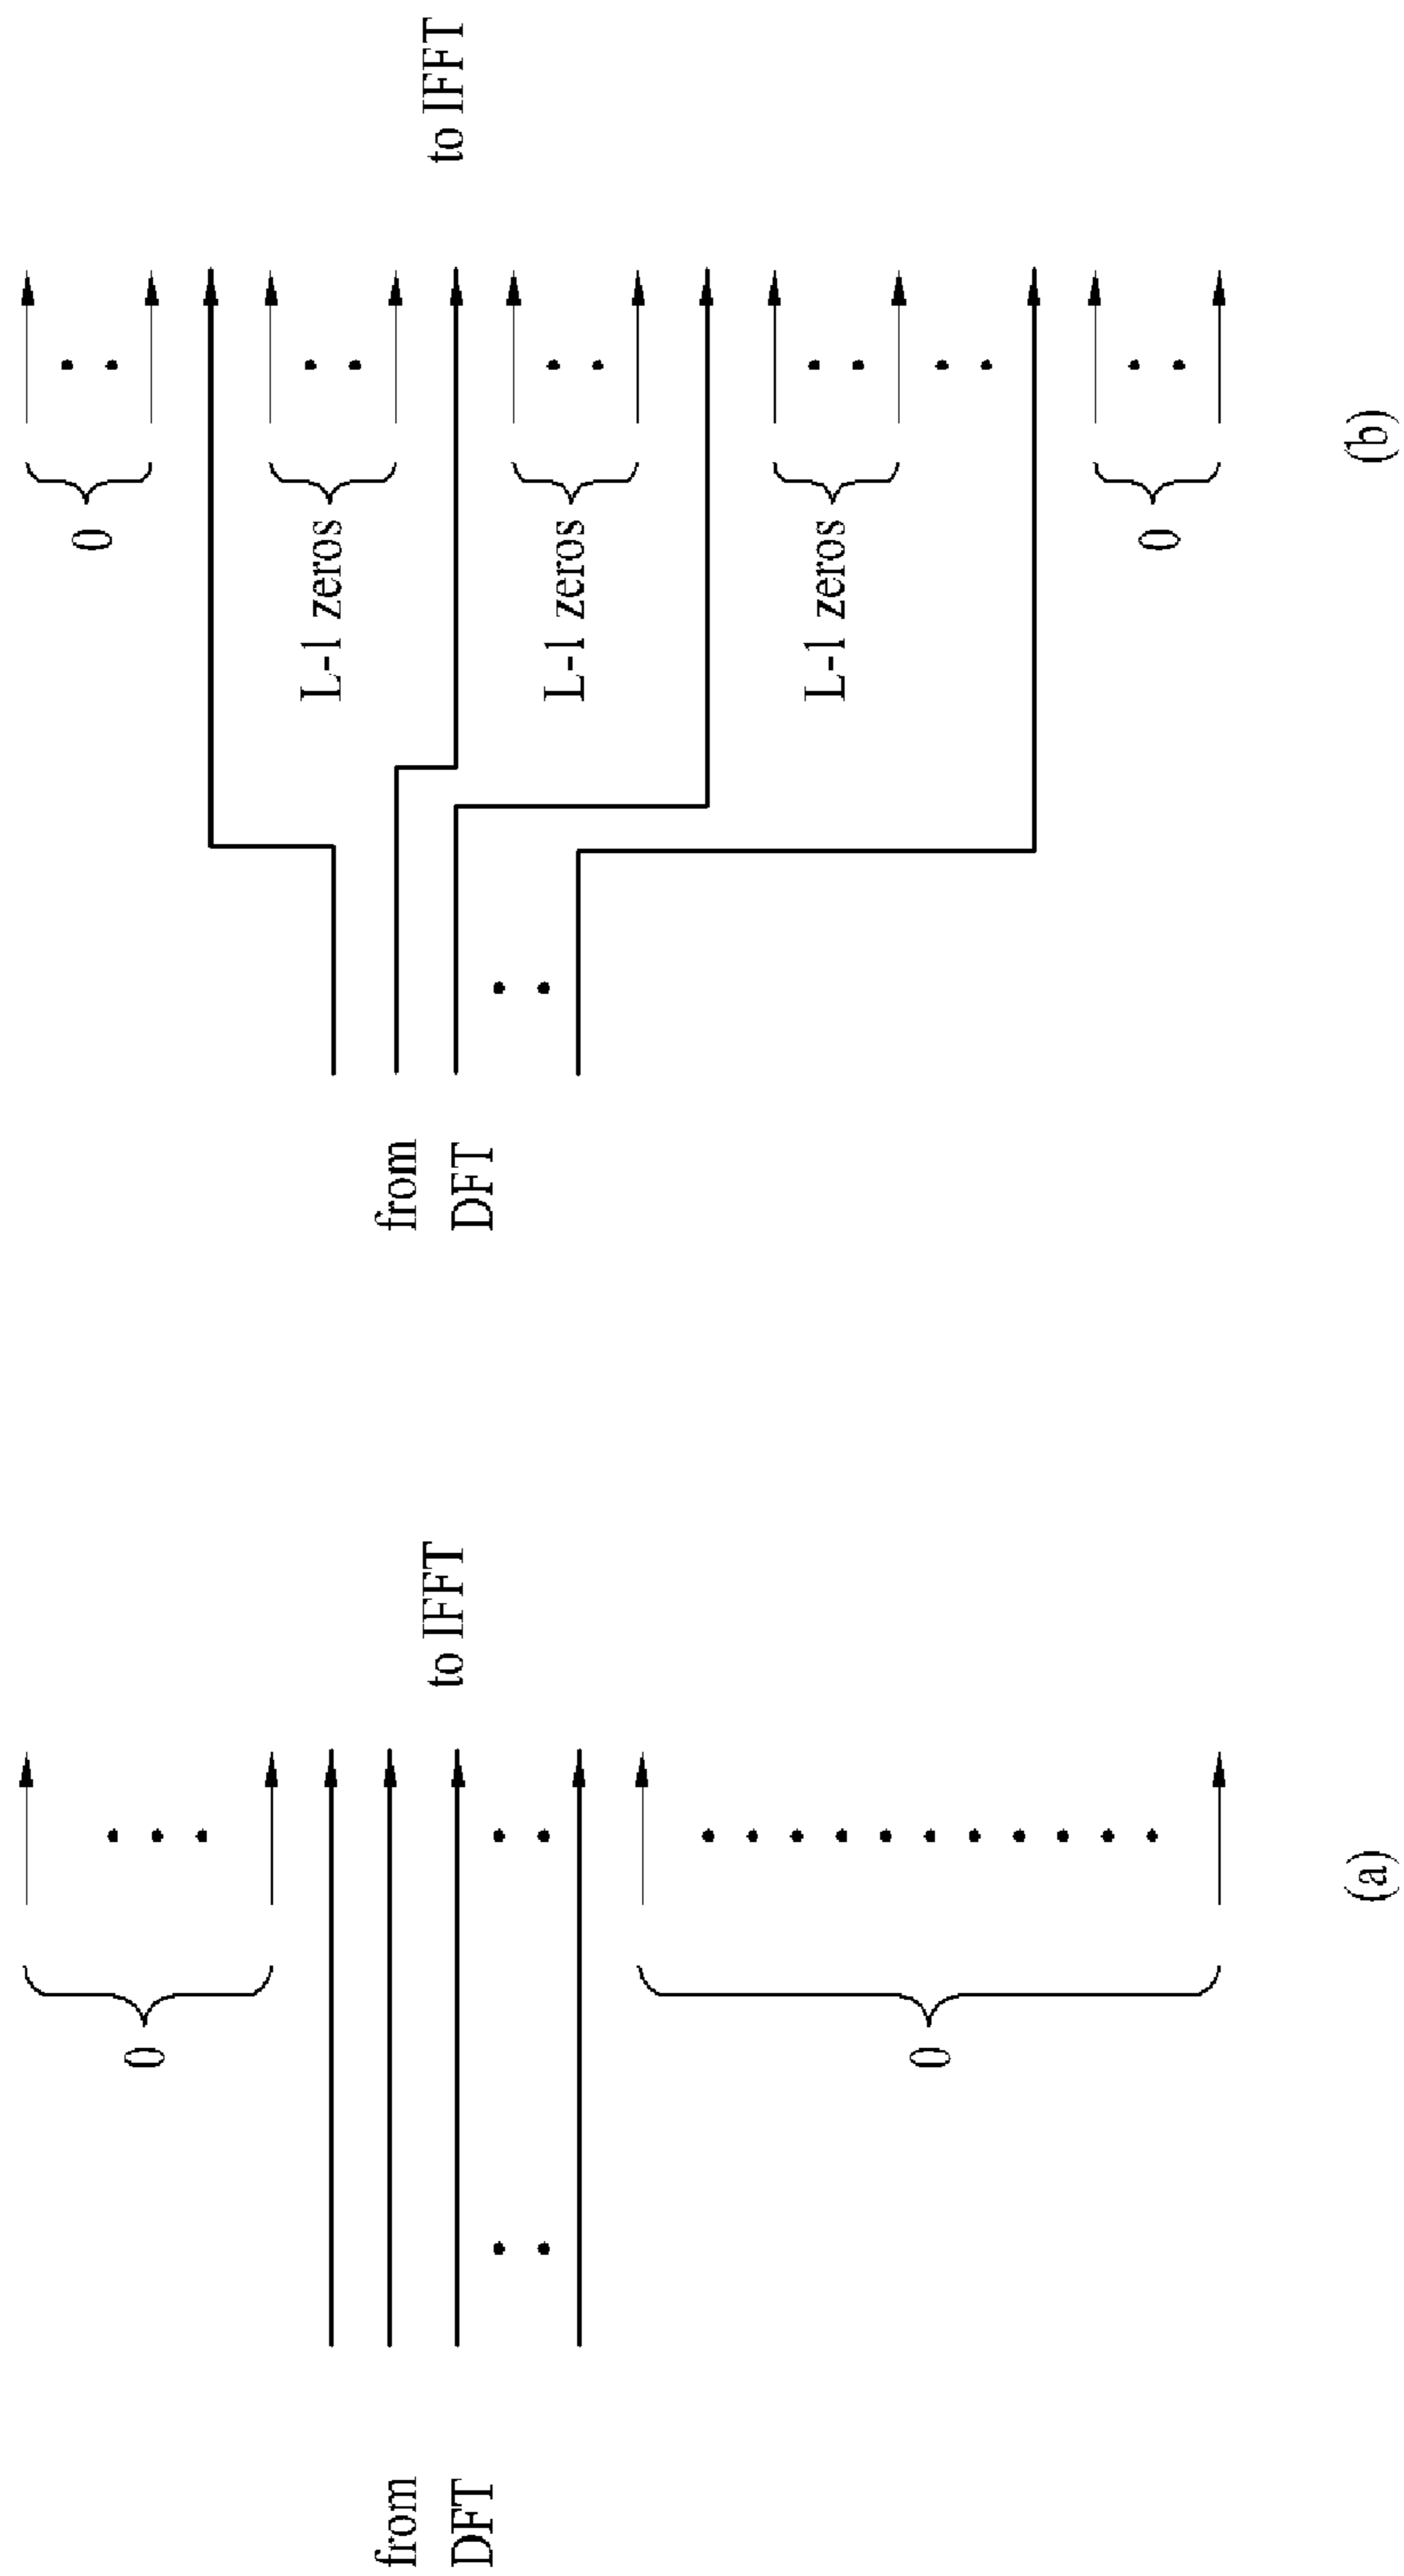 0
from
DFT
to IFFT
0
(a)
0
L-1 zeros
from
DFT
to IFFT
L-1 zeros
L-1 zeros
0
(b)